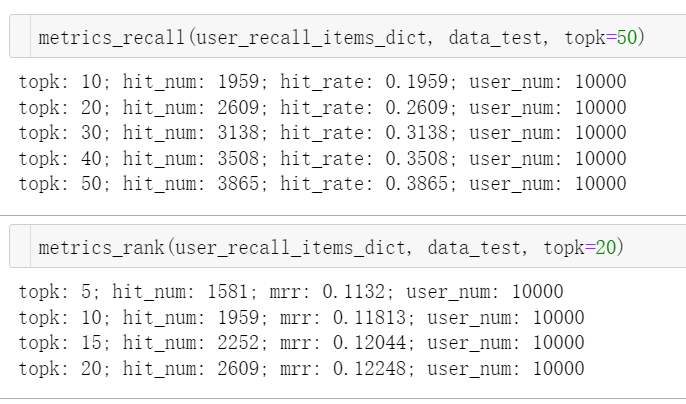 metrics_recall(user_recall_items_dict, data_test, topk=50)
topk: 10; hit_num: 1959; hit_rate: 0.1959; user_num: 10000
topk: 20; hit_num: 2609; hit_rate: 0.2609; user_num: 10000
topk: 30; hit_num: 3138; hit_rate: 0.3138; user_num: 10000
topk: 40; hit_num: 3508; hit_rate: 0.3508; user_num: 10000
topk: 50; hit_num: 3865; hit_rate: 0.3865; user_num: 10000
metrics_rank(user_recall_items_dict, data_test, topk=20)
topk: 5; hit_num: 1581; mrr: 0.1132; user_num: 10000
topk: 10; hit_num: 1959; mrr: 0.11813; user_num: 10000
topk: 15; hit_num: 2252; mrr: 0.12044; user_num: 10000
topk: 20; hit_num: 2609; mrr: 0.12248; user_num: 10000